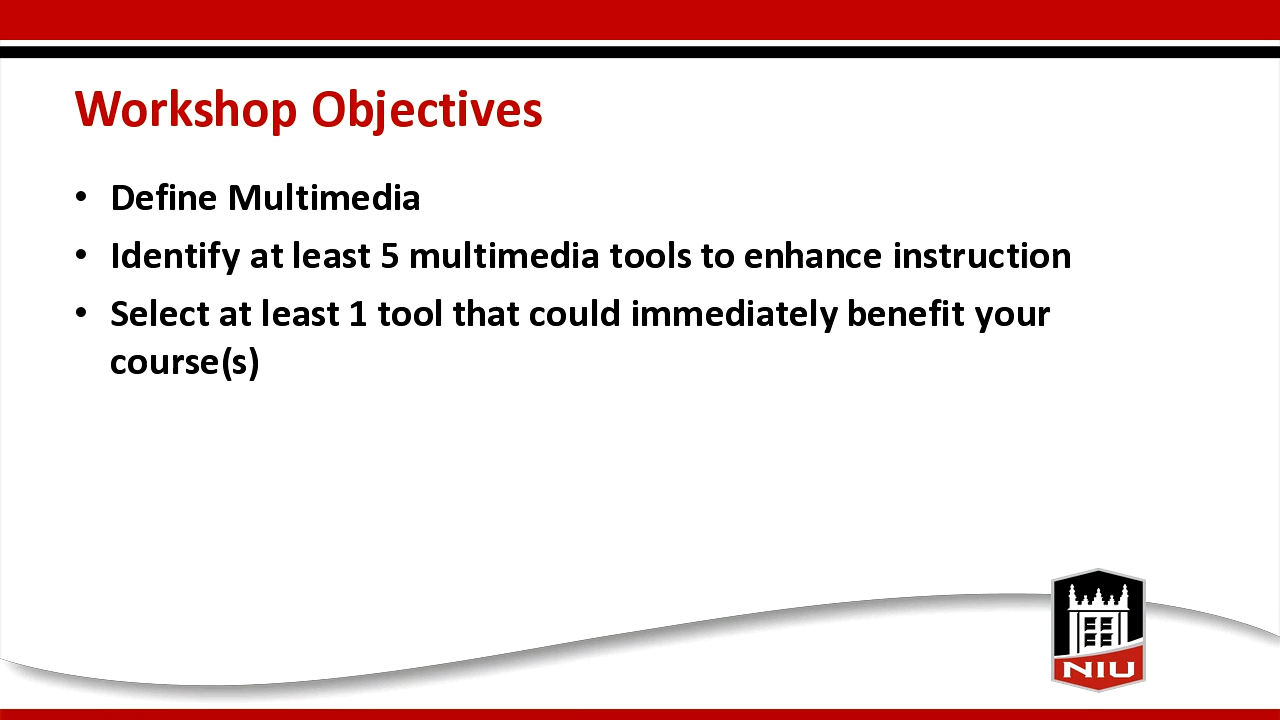 Workshop Objectives
• Define Multimedia
• Identify at least 5 multimedia tools to enhance instruction
• Select at least 1 tool that could immediately benefit your
course(s)
NIU